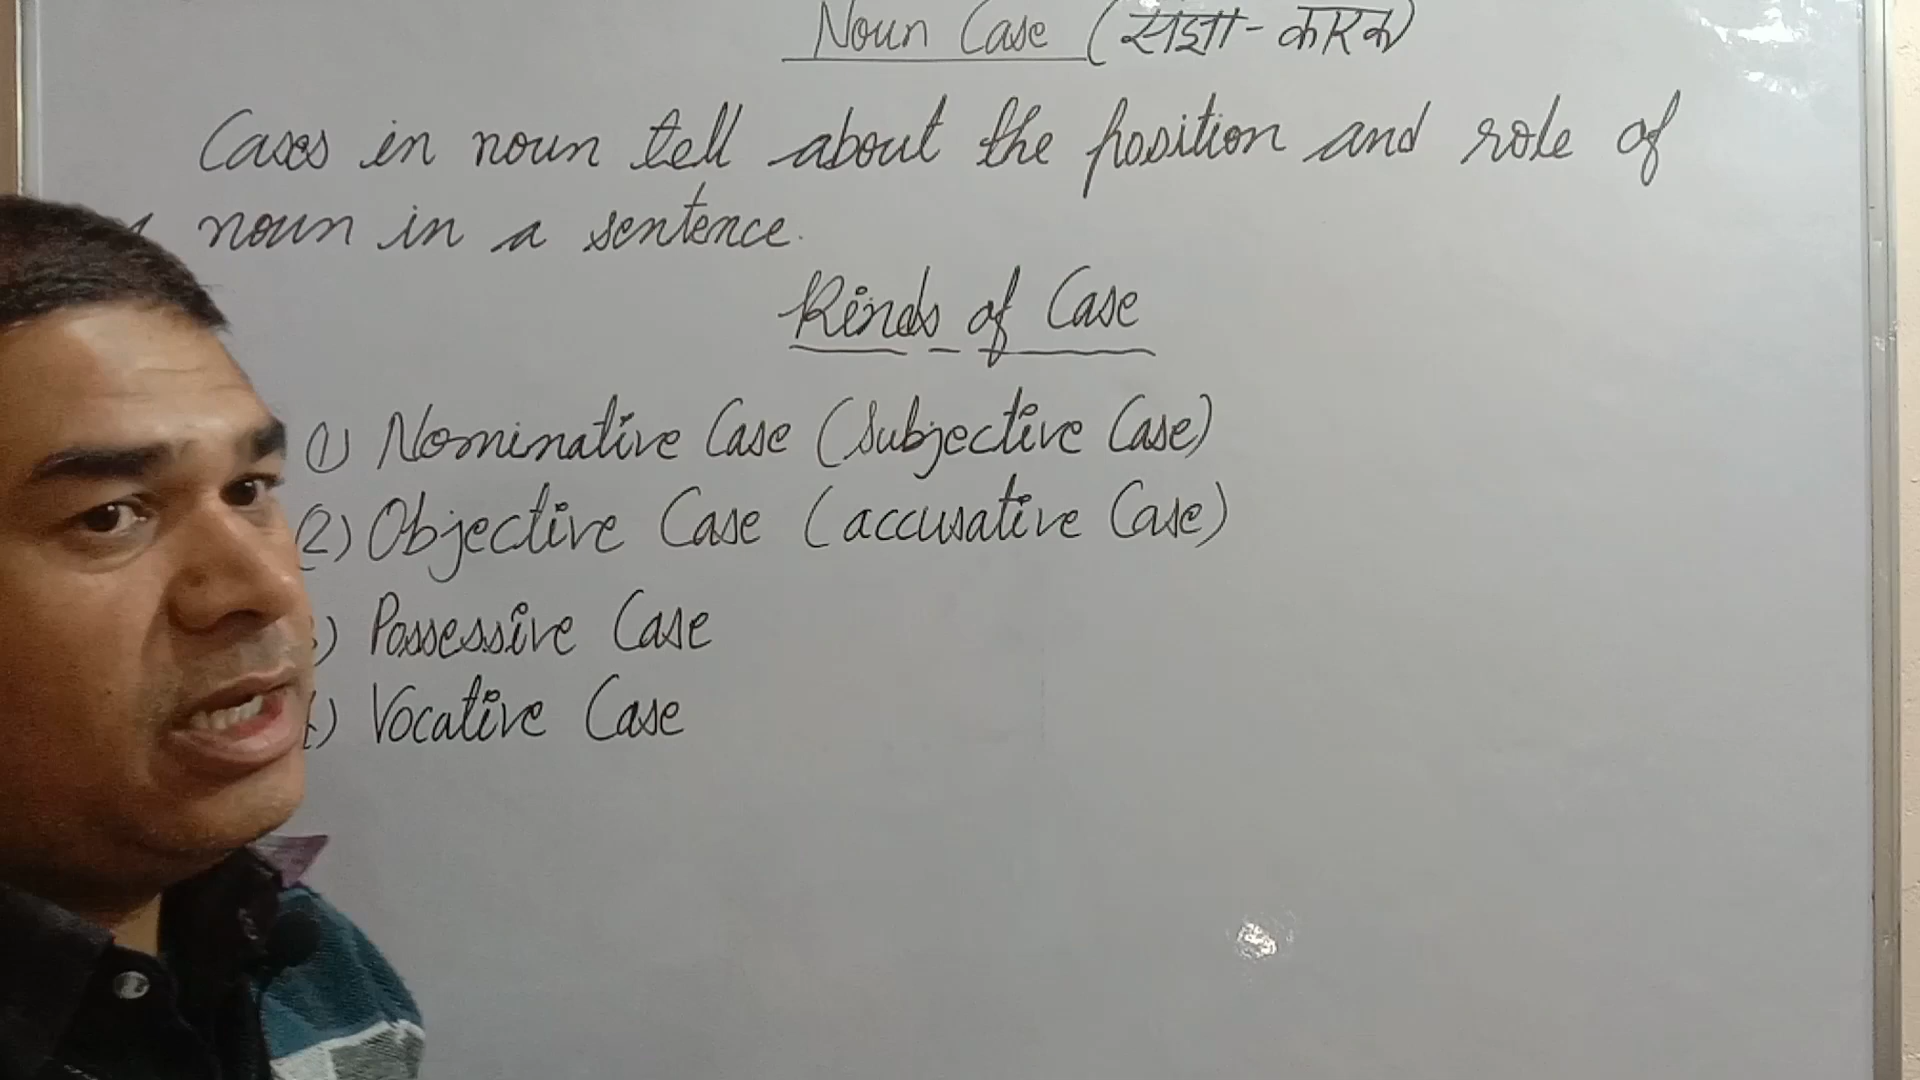 Noun Case (संज्ञा-कारक)
Cases in noun tell about the position and role of
noun in a sentence.
Kinds of Case
(1) Nominative Case (Subjective Case)
(2) Objective Case (accusative Case)
) Possessive Case
) Vocative Case